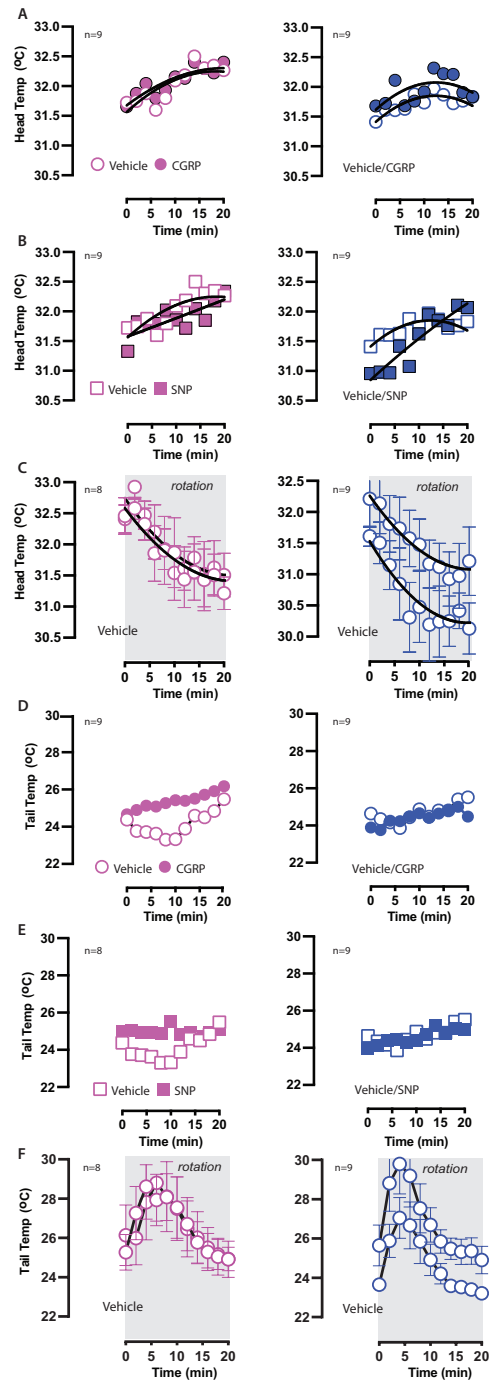 A
n=9
33.0
32.5
32.0
31.5
31.0
30.5
Head Temp (ºC)
Vehicle
CGRP
0 5 10 15 20
Time (min)
n=9
33.0
32.5
32.0
31.5
31.0
30.5
Vehicle/CGRP
0 5 10 15 20
Time (min)
B
n=9
33.0
32.5
32.0
31.5
31.0
30.5
Head Temp (ºC)
Vehicle
SNP
0 5 10 15 20
Time (min)
n=9
33.0
32.5
32.0
31.5
31.0
30.5
Vehicle/SNP
0 5 10 15 20
Time (min)
C
n=8
rotation
33.0
32.5
32.0
31.5
31.0
30.5
Head Temp (ºC)
Vehicle
0 5 10 15 20
Time (min)
n=9
rotation
32.5
32.0
31.5
31.0
30.5
30.0
Vehicle
0 5 10 15 20
Time (min)
D
n=9
30
28
26
24
22
Tail Temp (ºC)
Vehicle
CGRP
0 5 10 15 20
Time (min)
n=9
30
28
26
24
22
Vehicle/CGRP
0 5 10 15 20
Time (min)
E
n=8
30
28
26
24
22
Tail Temp (ºC)
Vehicle
SNP
0 5 10 15 20
Time (min)
n=9
30
28
26
24
22
Vehicle/SNP
0 5 10 15 20
Time (min)
F
n=8
rotation
30
28
26
24
22
Tail Temp (ºC)
Vehicle
0 5 10 15 20
Time (min)
n=9
rotation
30
28
26
24
22
Vehicle
0 5 10 15 20
Time (min)